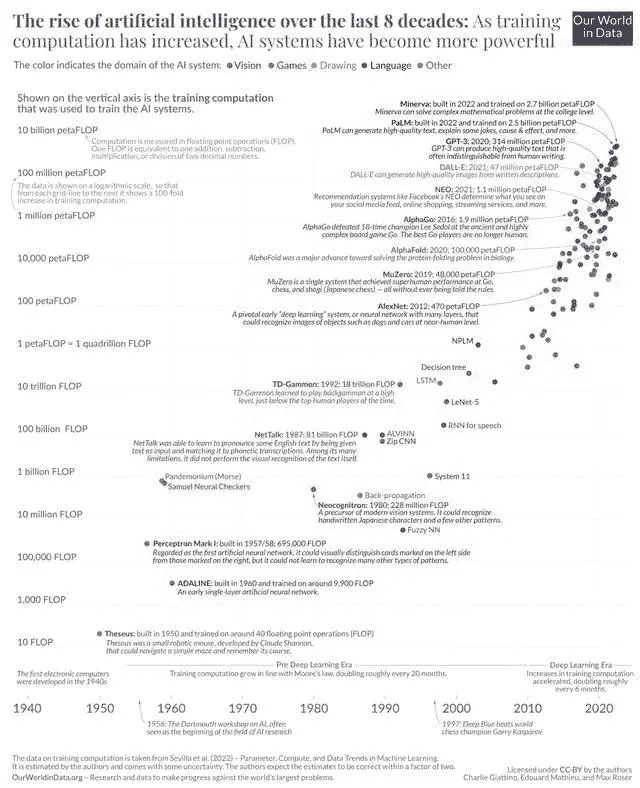 The rise of artificial intelligence over the last 8 decades: As training
computation has increased, AI systems have become more powerful
Our World
in Data
The color indicates the domain of the AI system: Vision Games Drawing Language Other
Shown on the vertical axis is the training computation
that was used to train the AI systems.
10 billion petaFLOP
Computation is measured in floating point operations (FLOP).
One FLOP is equivalent to one addition, subtraction,
multiplication, or division of two decimal numbers.
100 million petaFLOP
The data is shown on a logarithmic scale, so that
from each grid-line to the next it shows a 100-fold
increase in training computation.
1 million petaFLOP
10,000 petaFLOP
100 petaFLOP
1 petaFLOP = 1 quadrillion FLOP
10 trillion FLOP
100 billion FLOP
1 billion FLOP
10 million FLOP
100,000 FLOP
1,000 FLOP
10 FLOP
Minerva: built in 2022 and trained on 2.7 billion petaFLOP
Minerva can solve complex mathematical problems at the college level.
PaLM: built in 2022 and trained on 2.5 billion petaFLOP
PaLM can generate high-quality text, explain some jokes, cause & effect, and more.
GPT-3: 2020; 314 million petaFLOP
GPT-3 can produce high-quality text that is
often indistinguishable from human writing.
DALL-E: 2021; 47 million petaFLOP
DALL-E can generate high-quality images from written descriptions.
NEO: 2021; 1.1 million petaFLOP
Recommendation systems like Facebook's NEO determine what you see on
your social media feed, online shopping, streaming services, and more.
AlphaGo: 2016; 1.9 million petaFLOP
AlphaGo defeated 18-time champion Lee Sedol at the ancient and highly
complex board game Go. The best Go players are no longer human.
AlphaFold: 2020; 100,000 petaFLOP
AlphaFold was a major advance toward solving the protein-folding problem in biology.
MuZero: 2019; 48,000 petaFLOP
MuZero is a single system that achieved superhuman performance at Go,
chess, and shogi (Japanese chess) — all without ever being told the rules.
AlexNet: 2012; 470 petaFLOP
A pivotal early "deep learning" system, or neural network with many layers, that
could recognize images of objects such as dogs and cars at near-human level.
NPLM
Decision tree
LSTM
TD-Gammon: 1992; 18 trillion FLOP
TD-Gammon learned to play backgammon at a high
level, just below the top human players of the time.
LeNet-5
RNN for speech
NetTalk: 1987; 81 billion FLOP
NetTalk was able to learn to pronounce some English text by being given
text as input and matching it to phonetic transcriptions. Among its many
limitations, it did not perform the visual recognition of the text itself.
ALVINN
Zip CNN
System 11
Pandemonium (Morse)
Samuel Neural Checkers
Back-propagation
Neocognitron: 1980; 228 million FLOP
A precursor of modern vision systems. It could recognize
handwritten Japanese characters and a few other patterns.
Fuzzy NN
Perceptron Mark I: built in 1957/58; 695,000 FLOP
Regarded as the first artificial neural network, it could visually distinguish cards marked on the left side
from those marked on the right, but it could not learn to recognize many other types of patterns.
ADALINE: built in 1960 and trained on around 9,900 FLOP
An early single-layer artificial neural network.
Theseus: built in 1950 and trained on around 40 floating point operations (FLOP)
Theseus was a small robotic mouse, developed by Claude Shannon,
that could navigate a simple maze and remember its course.
The first electronic computers
were developed in the 1940s
Pre Deep Learning Era
Training computation grew in line with Moore's law, doubling roughly every 20 months.
Deep Learning Era
Increases in training computation
accelerated, doubling roughly
every 6 months.
1940 1950 1960 1970 1980 1990 2000 2010 2020
1956: The Dartmouth workshop on AI, often
seen as the beginning of the field of AI research
1997: Deep Blue beats world
chess champion Garry Kasparov
The data on training computation is taken from Sevilla et al. (2022) – Parameter, Compute, and Data Trends in Machine Learning.
It is estimated by the authors and comes with some uncertainty. The authors expect the estimates to be correct within a factor of two.
OurWorldinData.org – Research and data to make progress against the world's largest problems.
Licensed under CC-BY by the authors
Charlie Giattino, Edouard Mathieu, and Max Roser